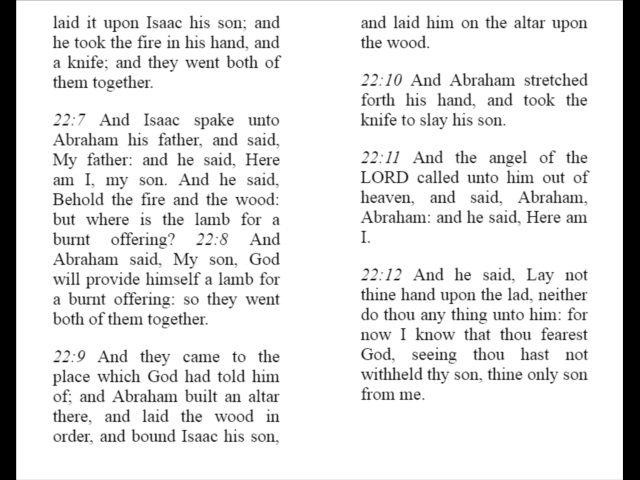 laid it upon Isaac his son; and
he took the fire in his hand, and
a knife; and they went both of
them together.
22:7 And Isaac spake unto
Abraham his father, and said,
My father: and he said, Here
am I, my son. And he said,
Behold the fire and the wood:
but where is the lamb for a
burnt offering? 22:8 And
Abraham said, My son, God
will provide himself a lamb for
a burnt offering: so they went
both of them together.
22:9 And they came to the
place which God had told him
of; and Abraham built an altar
there, and laid the wood in
order, and bound Isaac his son,
and laid him on the altar upon
the wood.
22:10 And Abraham stretched
forth his hand, and took the
knife to slay his son.
22:11 And the angel of the
LORD called unto him out of
heaven, and said, Abraham,
Abraham: and he said, Here am
I.
22:12 And he said, Lay not
thine hand upon the lad, neither
do thou any thing unto him: for
now I know that thou fearest
God, seeing thou hast not
withheld thy son, thine only son
from me.